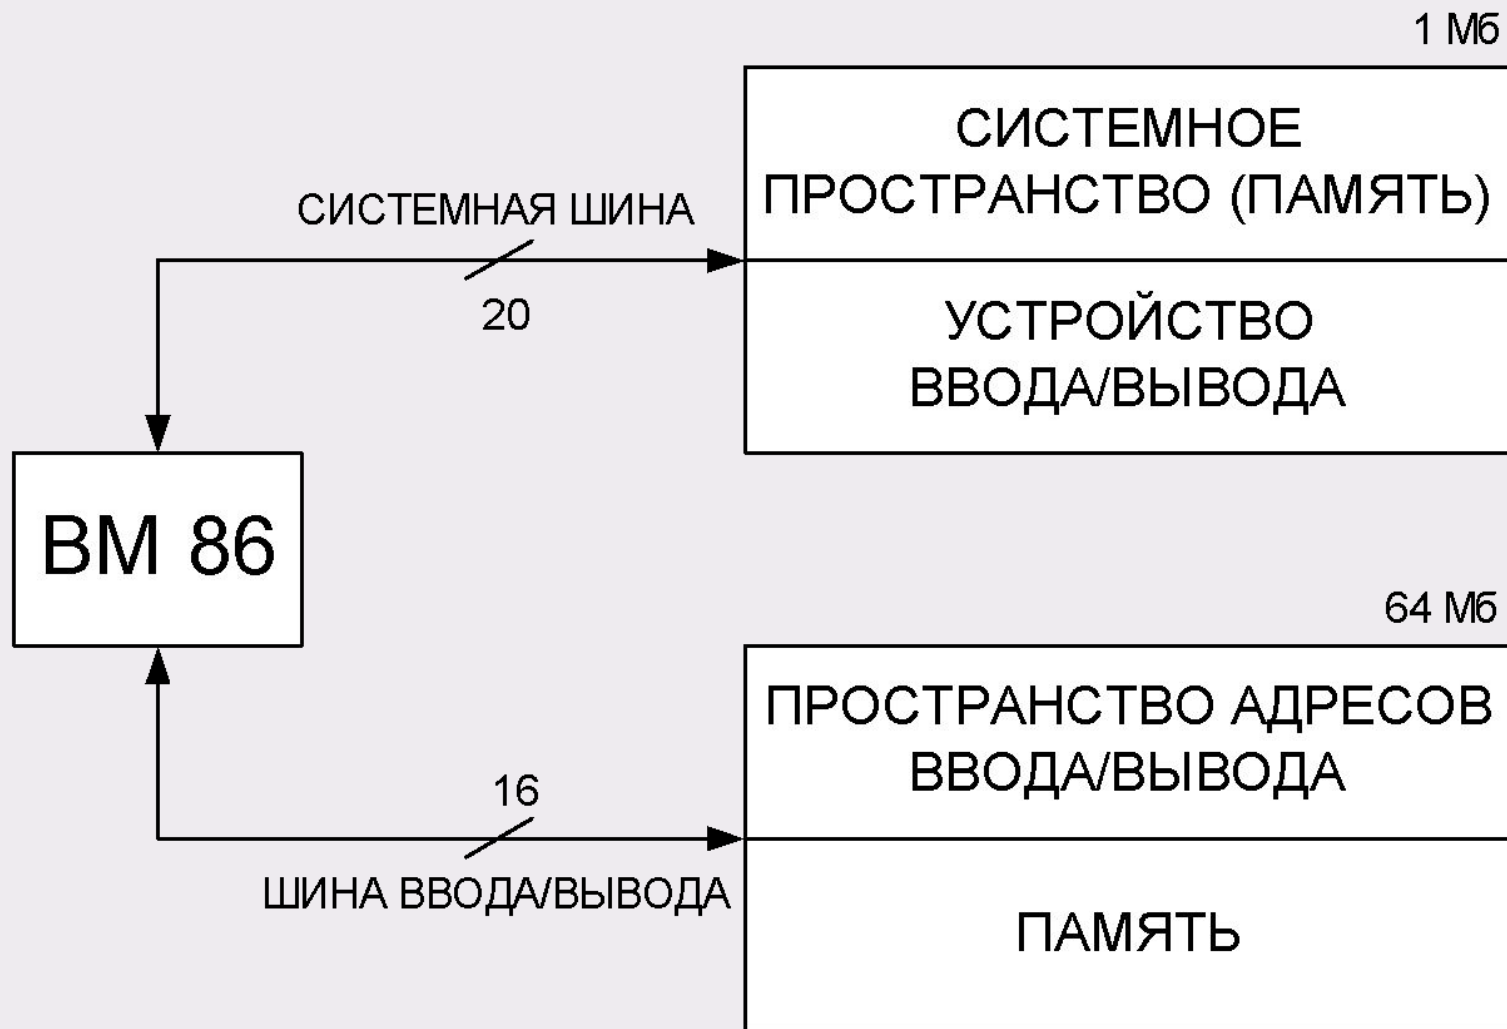 1 Мб
СИСТЕМНОЕ
ПРОСТРАНСТВО (ПАМЯТЬ)
СИСТЕМНАЯ ШИНА
20
УСТРОЙСТВО
ВВОДА/ВЫВОДА
ВМ 86
64 Мб
ПРОСТРАНСТВО АДРЕСОВ
ВВОДА/ВЫВОДА
16
ШИНА ВВОДА/ВЫВОДА
ПАМЯТЬ